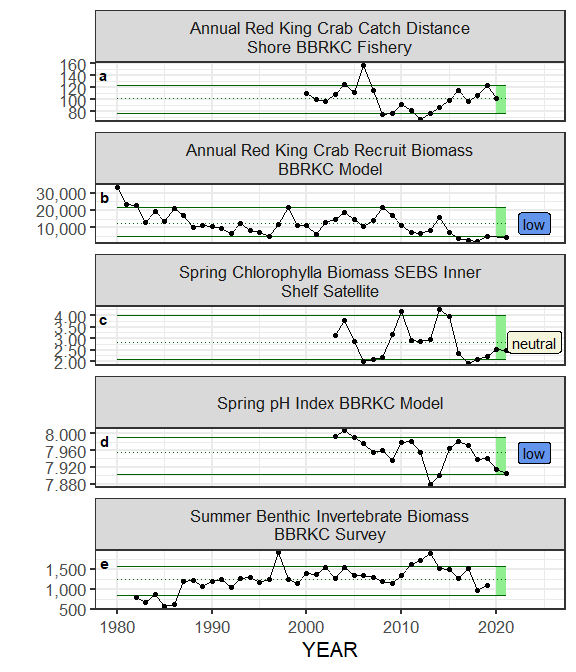 Annual Red King Crab Catch Distance
Shore BBRKC Fishery
160
140
120
100
80
a
Annual Red King Crab Recruit Biomass
BBRKC Model
30,000
20,000
10,000
b
low
Spring Chlorophylla Biomass SEBS Inner
Shelf Satellite
4.00
3.50
3.00
2.50
2.00
c
neutral
Spring pH Index BBRKC Model
8.000
7.960
7.920
7.880
d
low
Summer Benthic Invertebrate Biomass
BBRKC Survey
1,500
1,000
500
e
1980
1990
2000
2010
2020
YEAR